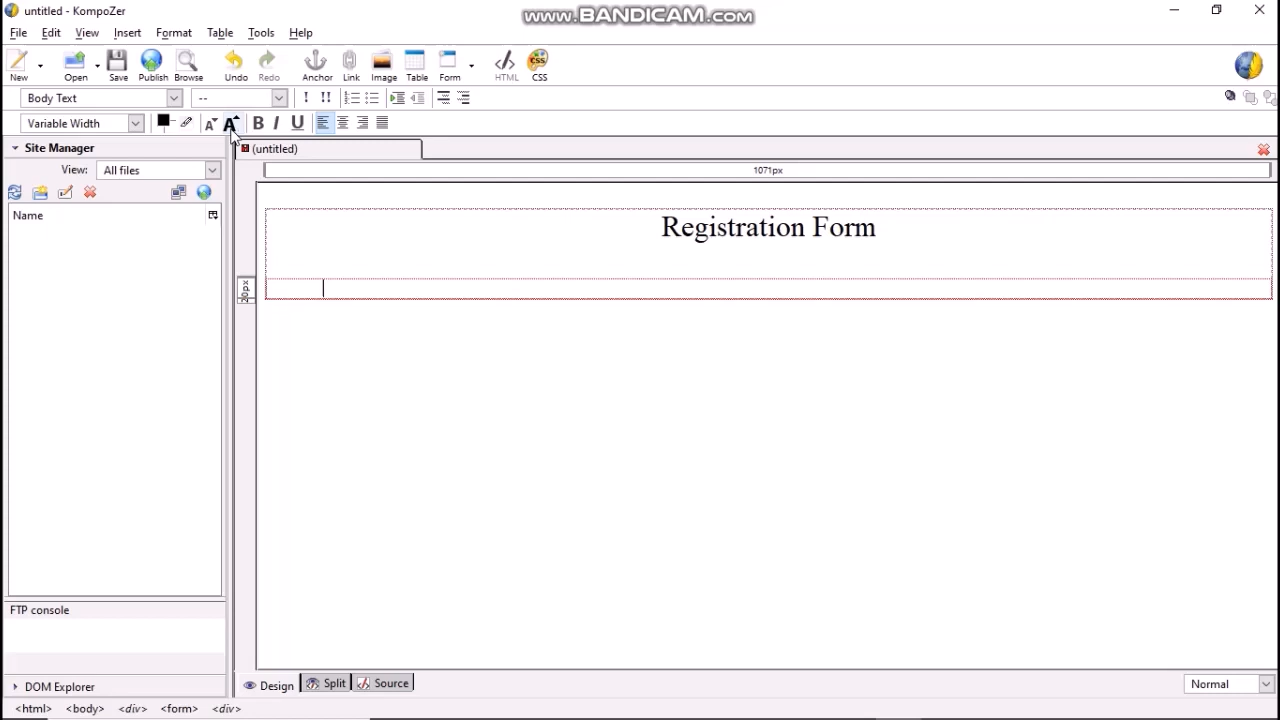 untitled - KompoZer
www.BANDICAM.com
File Edit View Insert Format Table Tools Help
New Open Save Publish Browse Undo Redo Anchor Link Image Table Form HTML CSS
Body Text --
Variable Width
Site Manager
(untitled)
View: All files
1071px
Name
Registration Form
20px
FTP console
DOM Explorer
Design Split Source
Normal
<html> <body> <div> <form> <div>